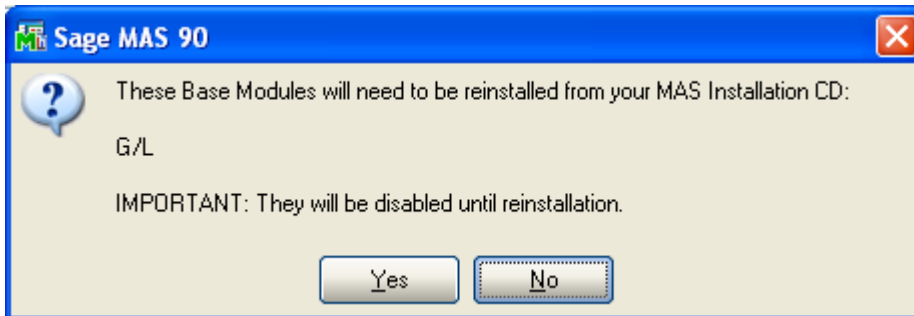 Sage MAS 90
These Base Modules will need to be reinstalled from your MAS Installation CD:
G/L
IMPORTANT: They will be disabled until reinstallation.
Yes No